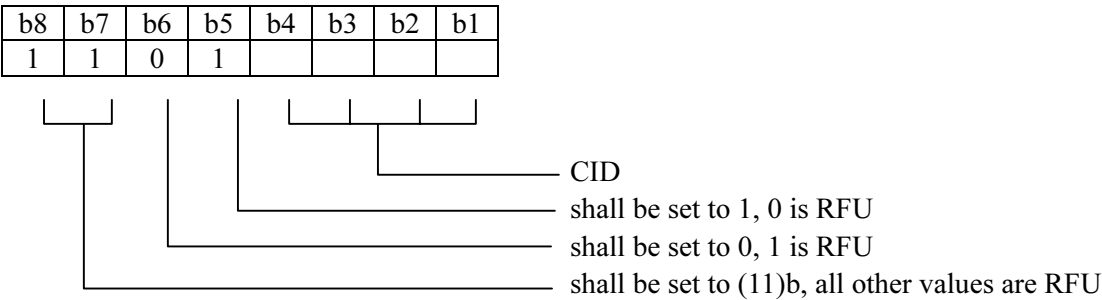 b8 b7 b6 b5 b4 b3 b2 b1
1 1 0 1
CID
shall be set to 1, 0 is RFU
shall be set to 0, 1 is RFU
shall be set to (11)b, all other values are RFU